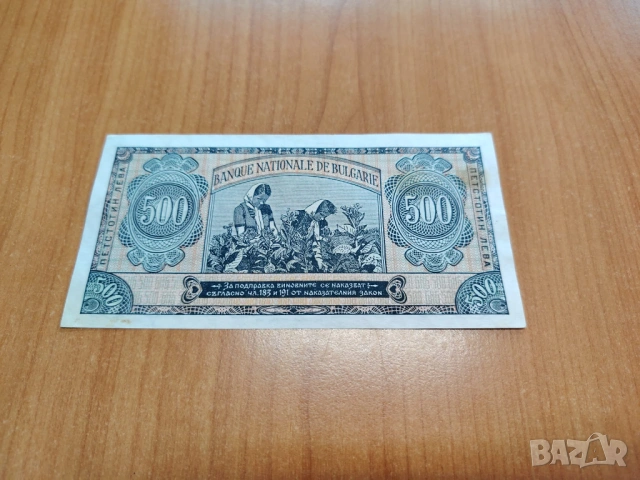 BANQUE NATIONALE DE BULGARIE
ПЕТСТОТИН ЛЕВА
500
500
ПЕТСТОТИН ЛЕВА
ЗА ПОДПРАВКА ВИНОВНИТЕ СЕ НАКАЗВАТ
СЪГЛАСНО ЧЛ. 183 И 191 ОТ НАКАЗАТЕЛНИЯ ЗАКОН
500
500
BAZAR